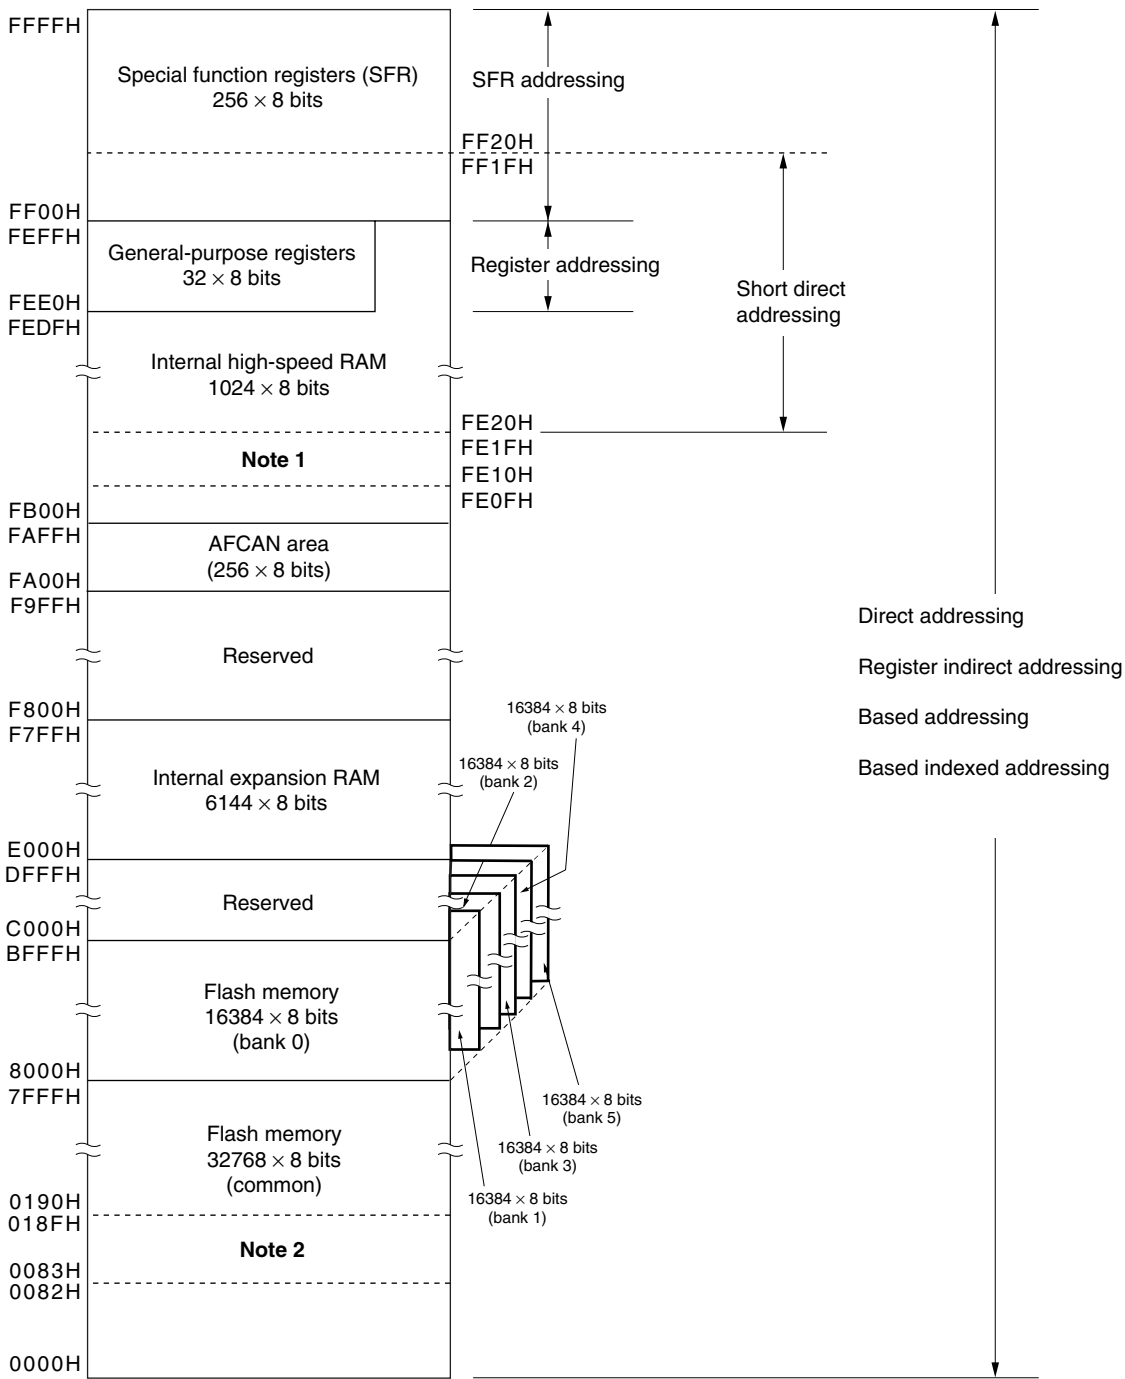 FFFFH
Special function registers (SFR)
256 × 8 bits
SFR addressing
FF20H
FF1FH
FF00H
FEFFH
General-purpose registers
32 × 8 bits
Register addressing
Short direct
addressing
FEE0H
FEDFH
Internal high-speed RAM
1024 × 8 bits
FE20H
FE1FH
Note 1
FE10H
FE0FH
FB00H
FAFFH
AFCAN area
(256 × 8 bits)
FA00H
F9FFH
Direct addressing
Register indirect addressing
Based addressing
Based indexed addressing
Reserved
F800H
F7FFH
16384 × 8 bits
(bank 4)
16384 × 8 bits
(bank 2)
Internal expansion RAM
6144 × 8 bits
E000H
DFFFH
Reserved
C000H
BFFFH
Flash memory
16384 × 8 bits
(bank 0)
8000H
7FFFH
16384 × 8 bits
(bank 5)
16384 × 8 bits
(bank 3)
16384 × 8 bits
(bank 1)
Flash memory
32768 × 8 bits
(common)
0190H
018FH
Note 2
0083H
0082H
0000H